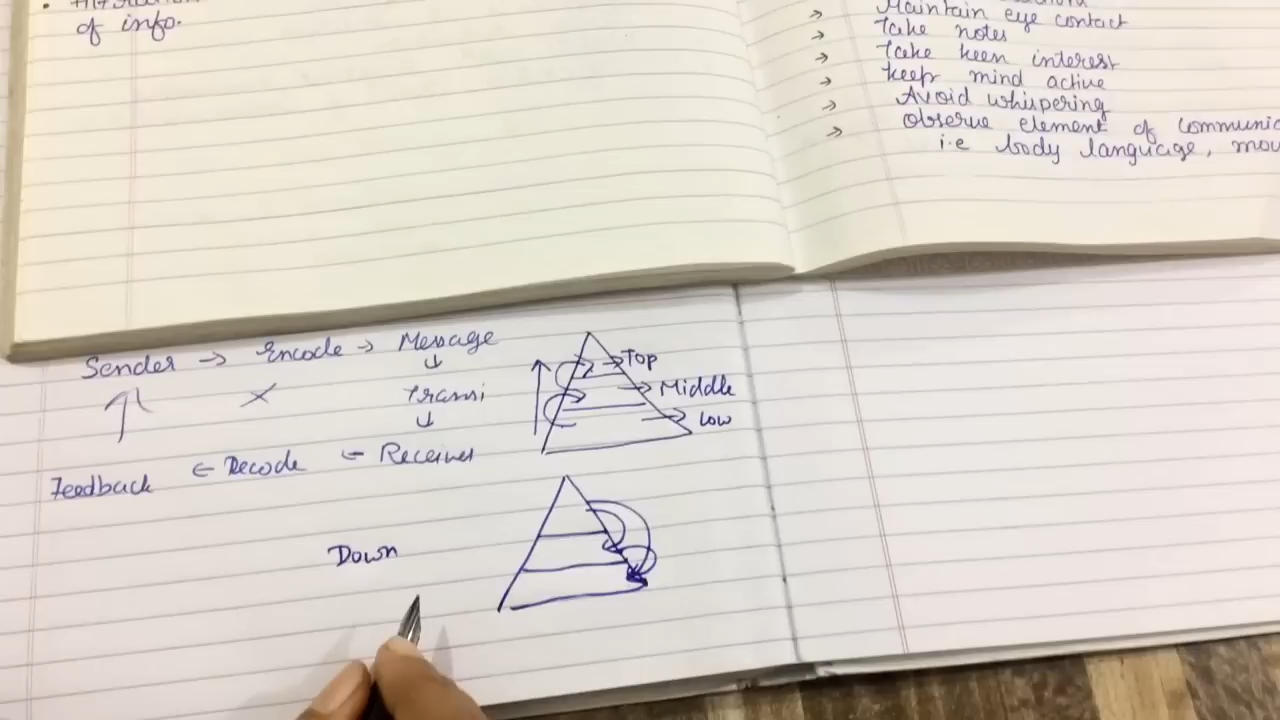 of info.
→ Maintain eye contact
→ Take notes
→ Take keen interest
→ keep mind active
→ Avoid whispering
→ observe element of
i.e body language,
Sender → Encode → Message
↓
Transi
↓
Feedback ← Decode ← Receiver
→ Top
→ Middle
→ Low
Down